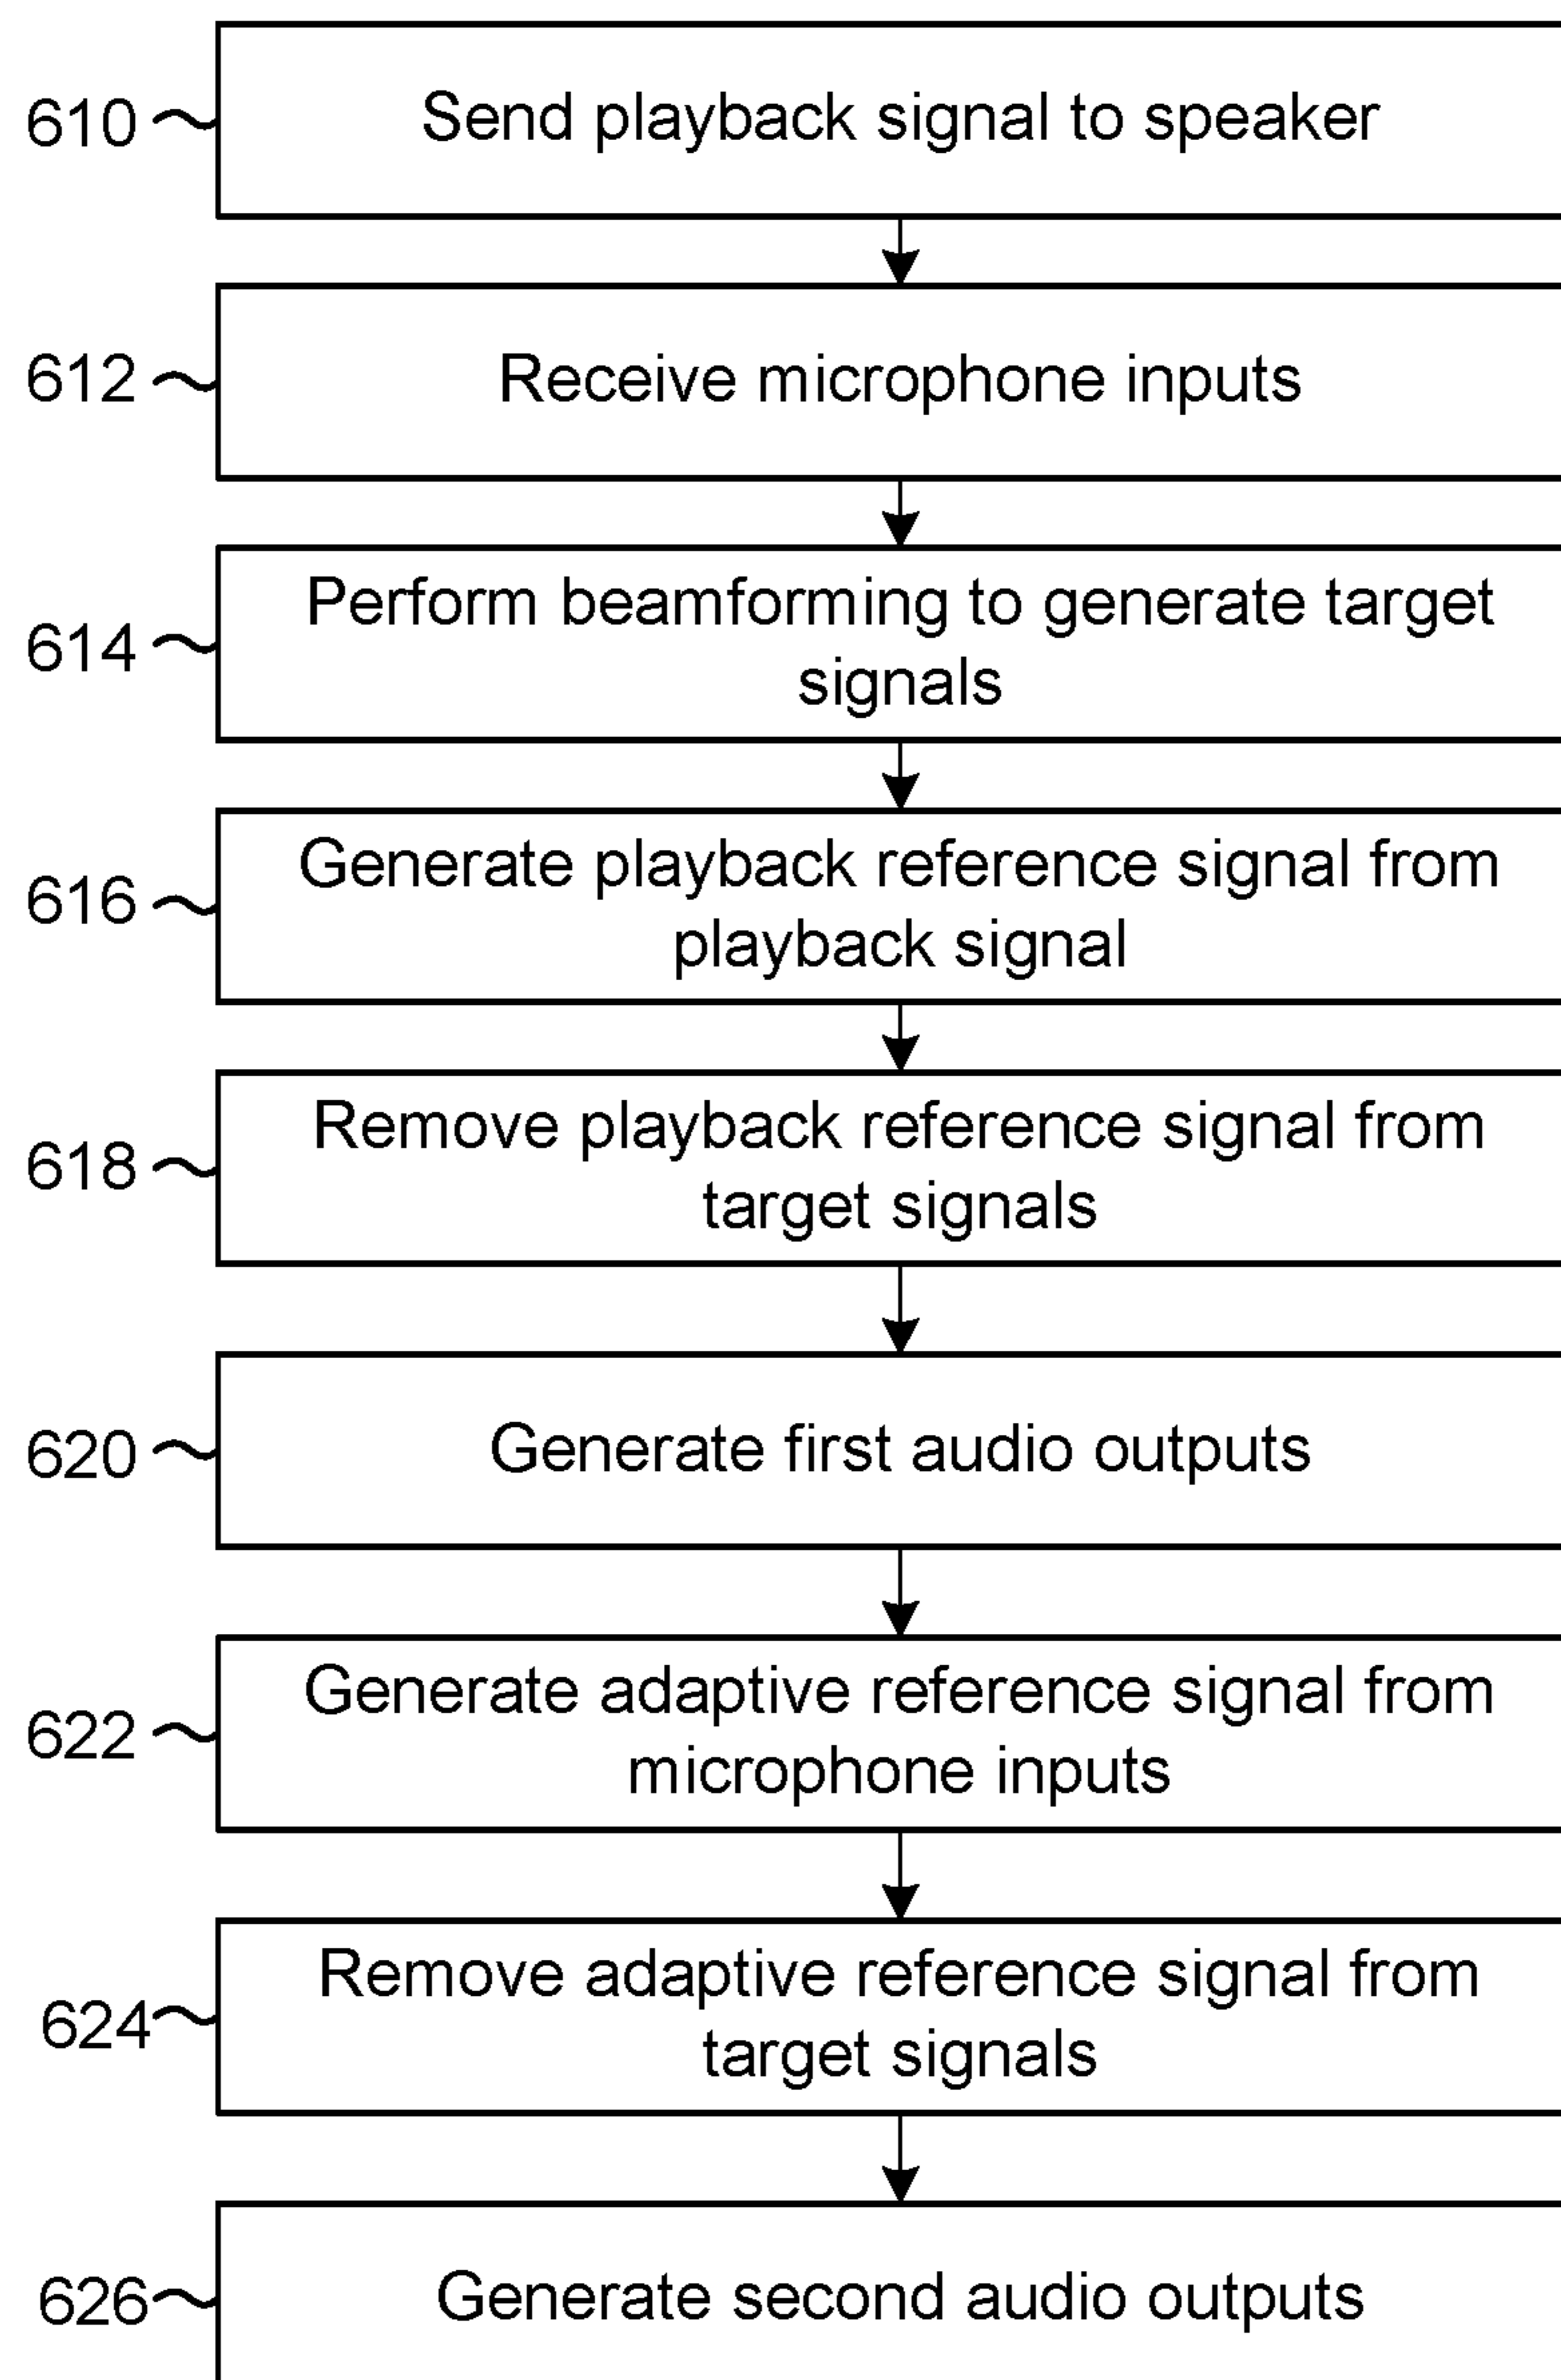 610
Send playback signal to speaker
612
Receive microphone inputs
614
Perform beamforming to generate target
signals
616
Generate playback reference signal from
playback signal
618
Remove playback reference signal from
target signals
620
Generate first audio outputs
622
Generate adaptive reference signal from
microphone inputs
624
Remove adaptive reference signal from
target signals
626
Generate second audio outputs